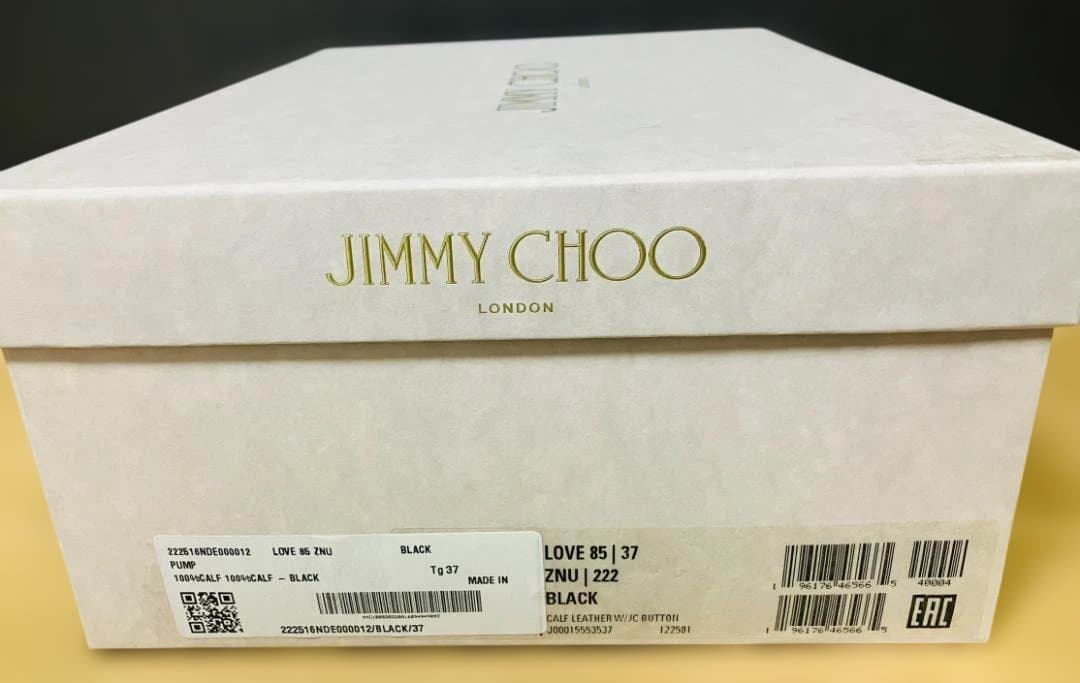 JIMMY CHOO
JIMMY CHOO
LONDON
222516NDE000012 LOVE 85 ZNU BLACK
PUMP
Tg 37
100%CALF 100%CALF - BLACK
MADE IN
222516NDE000012/BLACK/37
LOVE 85 | 37
ZNU | 222
BLACK
CALF LEATHER W/JC BUTTON
J00015553537 122581
1 96176 46566 5
40004
1 96176 46566 5
EAC